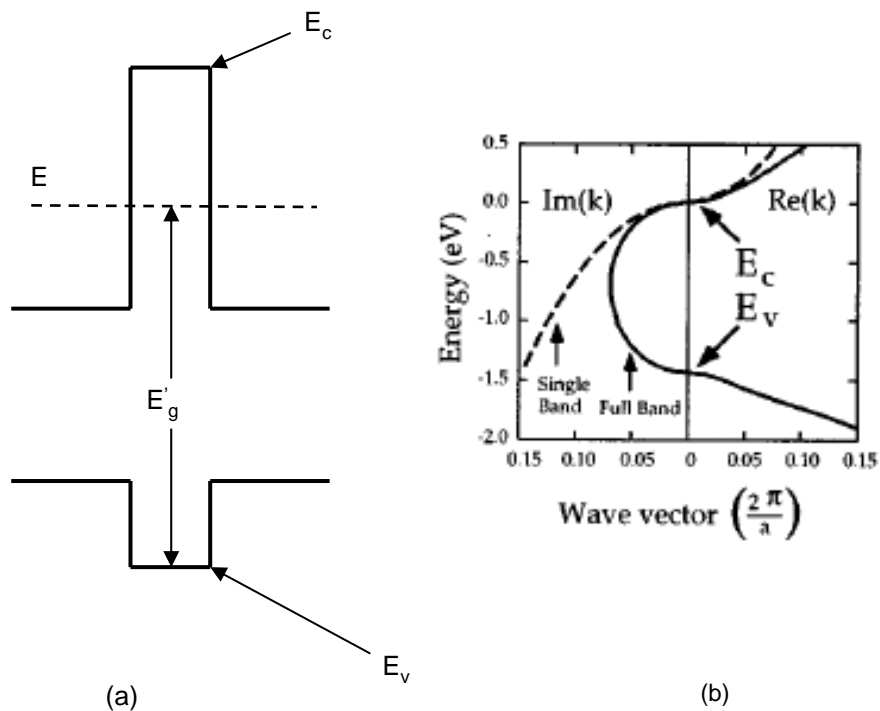 E_c
E
E'_g
E_v
(a)
Energy (eV)
0.5
0.0
-0.5
-1.0
-1.5
-2.0
Im(k)
Re(k)
E_c
E_v
Single
Band
Full Band
0.15 0.10 0.05 0 0.05 0.10 0.15
Wave vector (2π/a)
(b)